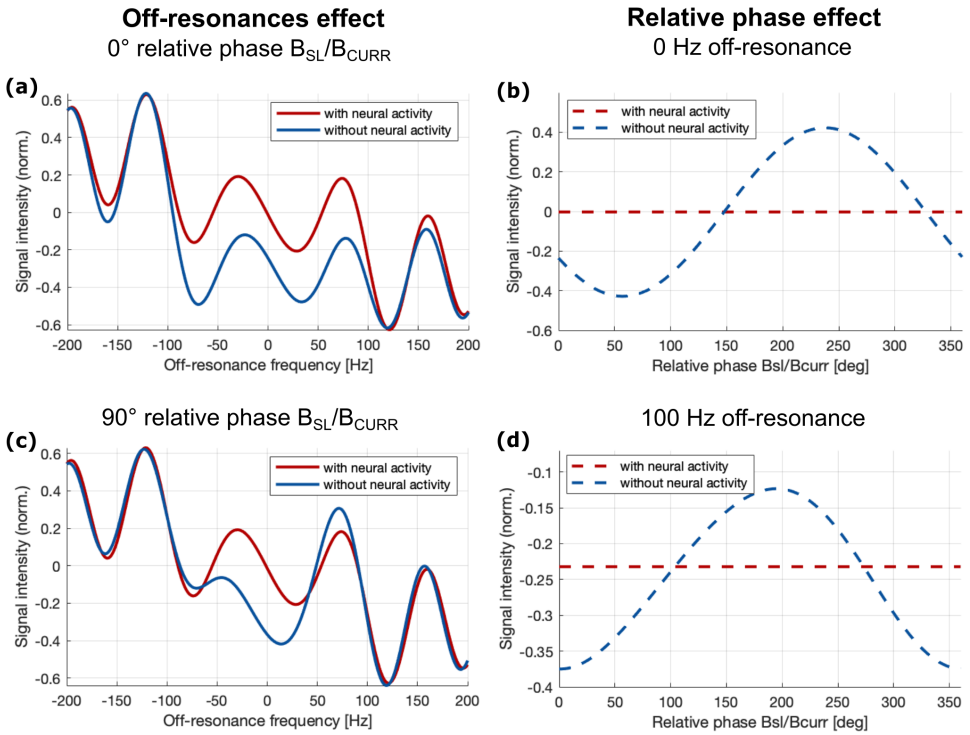 Off-resonances effect
0° relative phase B_SL/B_CURR
Relative phase effect
0 Hz off-resonance
(a)
with neural activity
without neural activity
Signal intensity (norm.)
0.6
0.4
0.2
0
-0.2
-0.4
-0.6
-200 -150 -100 -50 0 50 100 150 200
Off-resonance frequency [Hz]
(b)
with neural activity
without neural activity
Signal intensity (norm.)
0.4
0.2
0
-0.2
-0.4
-0.6
0 50 100 150 200 250 300 350
Relative phase Bsl/Bcurr [deg]
90° relative phase B_SL/B_CURR
(c)
with neural activity
without neural activity
Signal intensity (norm.)
0.6
0.4
0.2
0
-0.2
-0.4
-0.6
-200 -150 -100 -50 0 50 100 150 200
Off-resonance frequency [Hz]
100 Hz off-resonance
(d)
with neural activity
without neural activity
Signal intensity (norm.)
-0.1
-0.15
-0.2
-0.25
-0.3
-0.35
-0.4
0 50 100 150 200 250 300 350
Relative phase Bsl/Bcurr [deg]